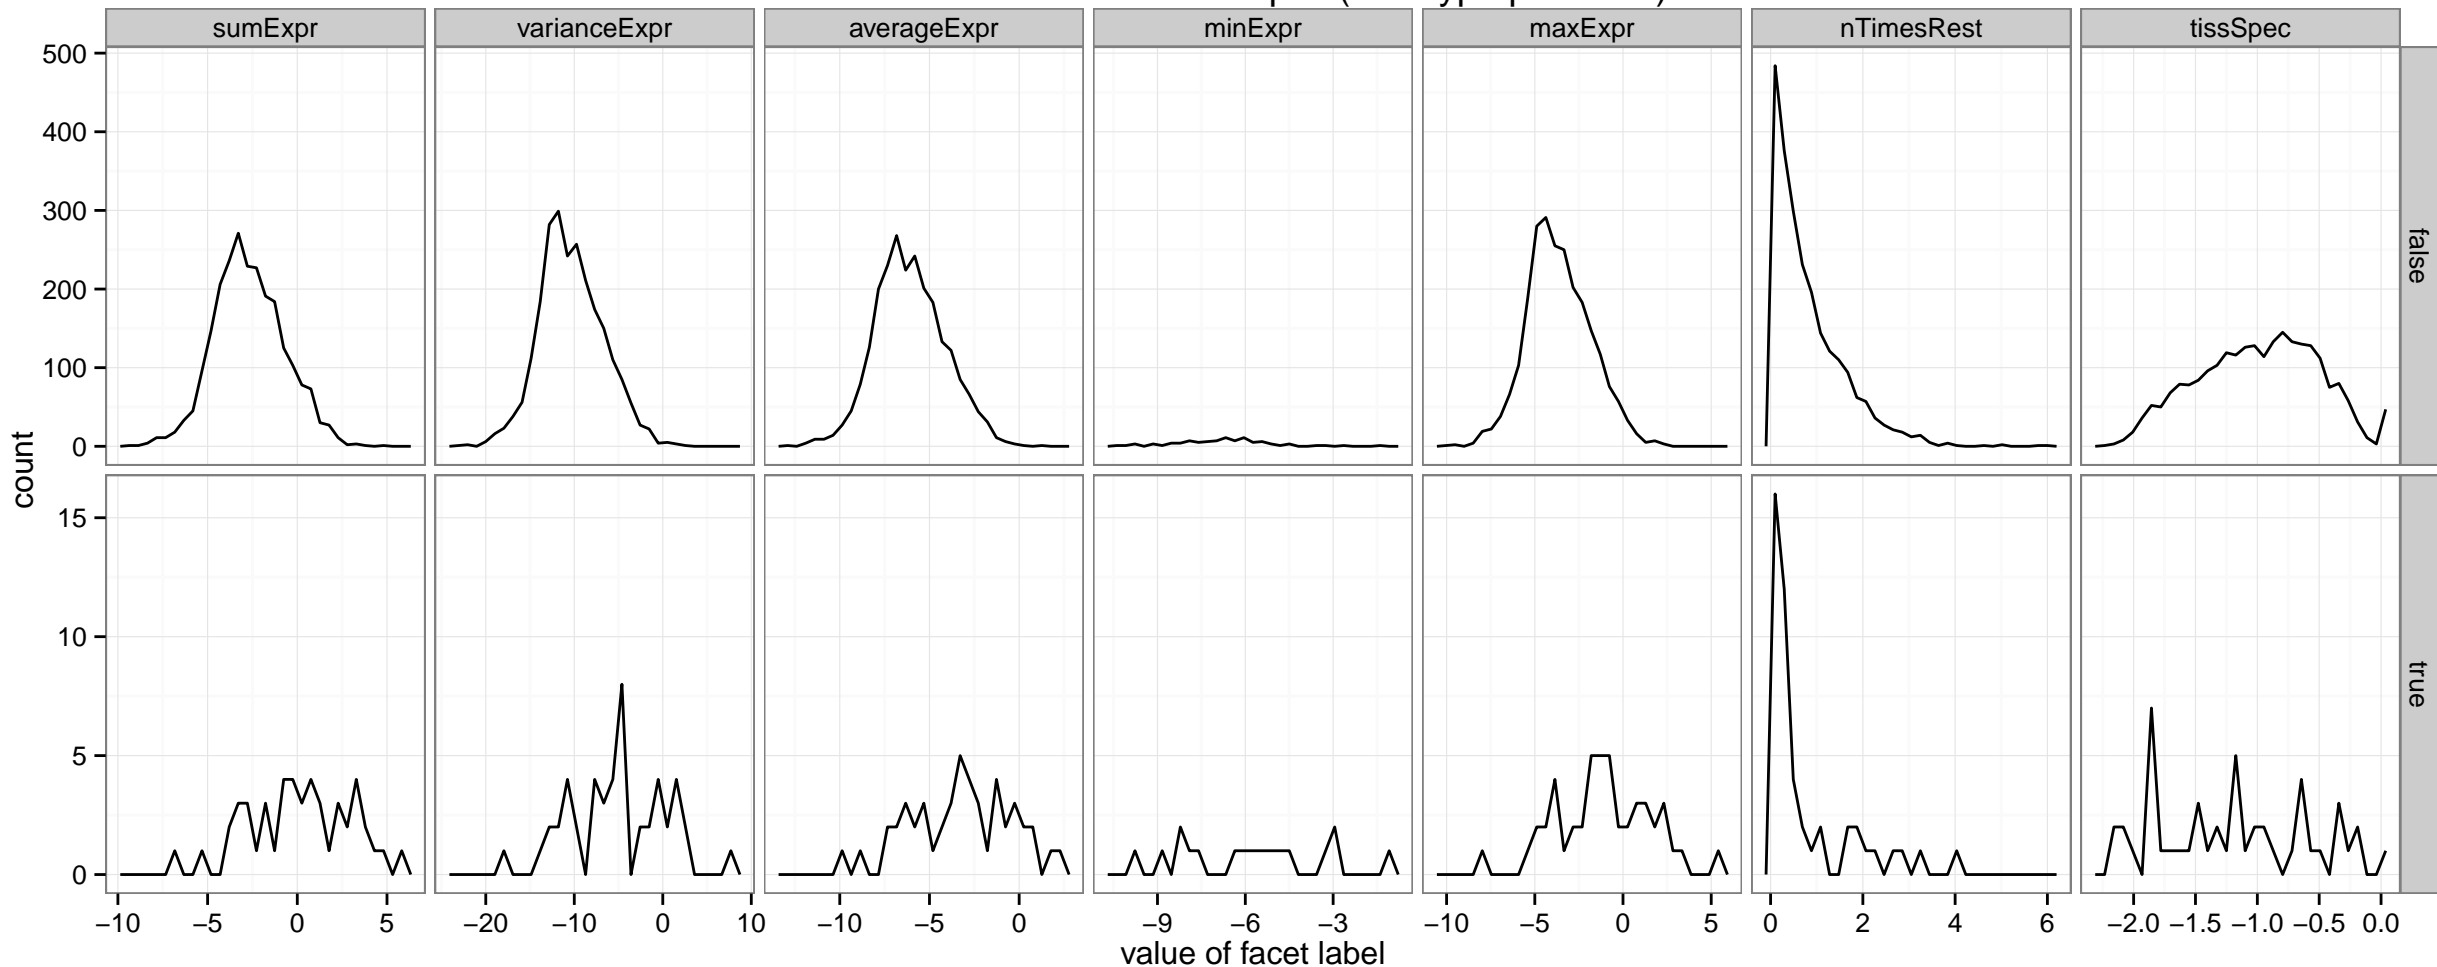 sumExpr varianceExpr averageExpr minExpr maxExpr nTimesRest tissSpec
500
400
300
200
100
0
false
count
15
10
5
0
true
−10 −5 0 5 −20 −10 0 10 −10 −5 0 −9 −6 −3 −10 −5 0 5 0 2 4 6 −2.0 −1.5 −1.0 −0.5 0.0
value of facet label